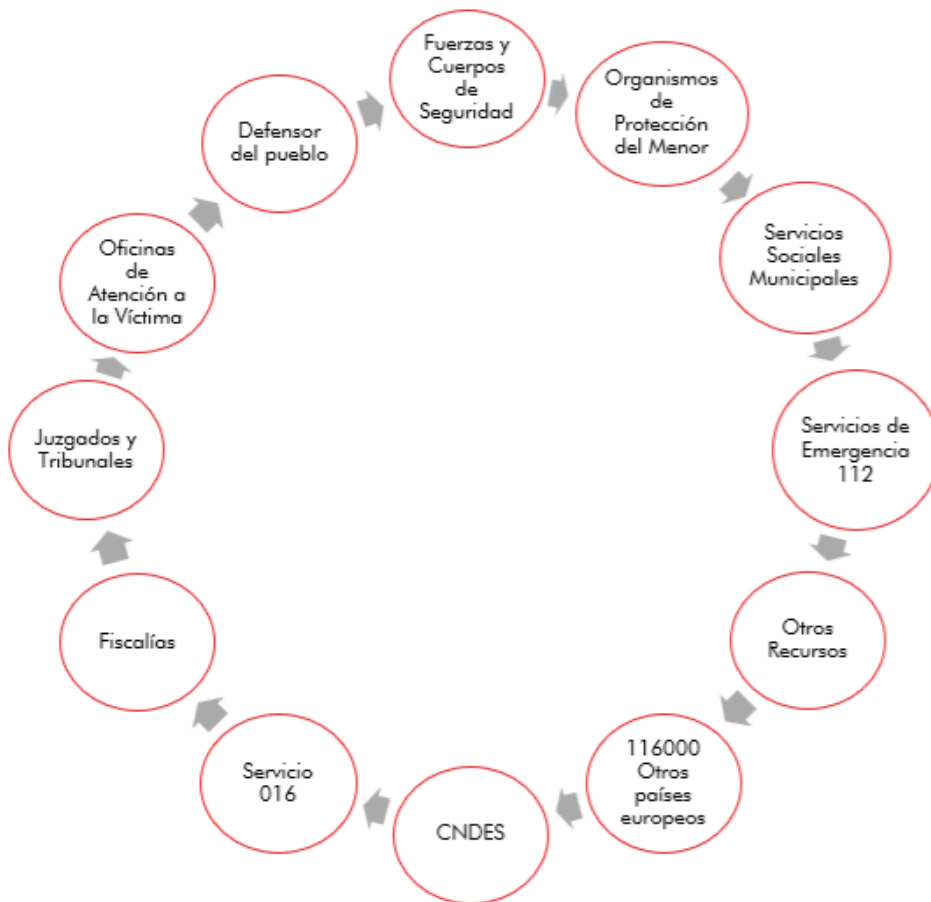 Fuerzas y
Cuerpos
de
Seguridad
Organismos
de
Protección
del Menor
Servicios
Sociales
Municipales
Servicios de
Emergencia
112
Otros
Recursos
116000
Otros
países
europeos
CNDES
Servicio
016
Fiscalías
Juzgados y
Tribunales
Oficinas
de
Atención a
la Víctima
Defensor
del pueblo